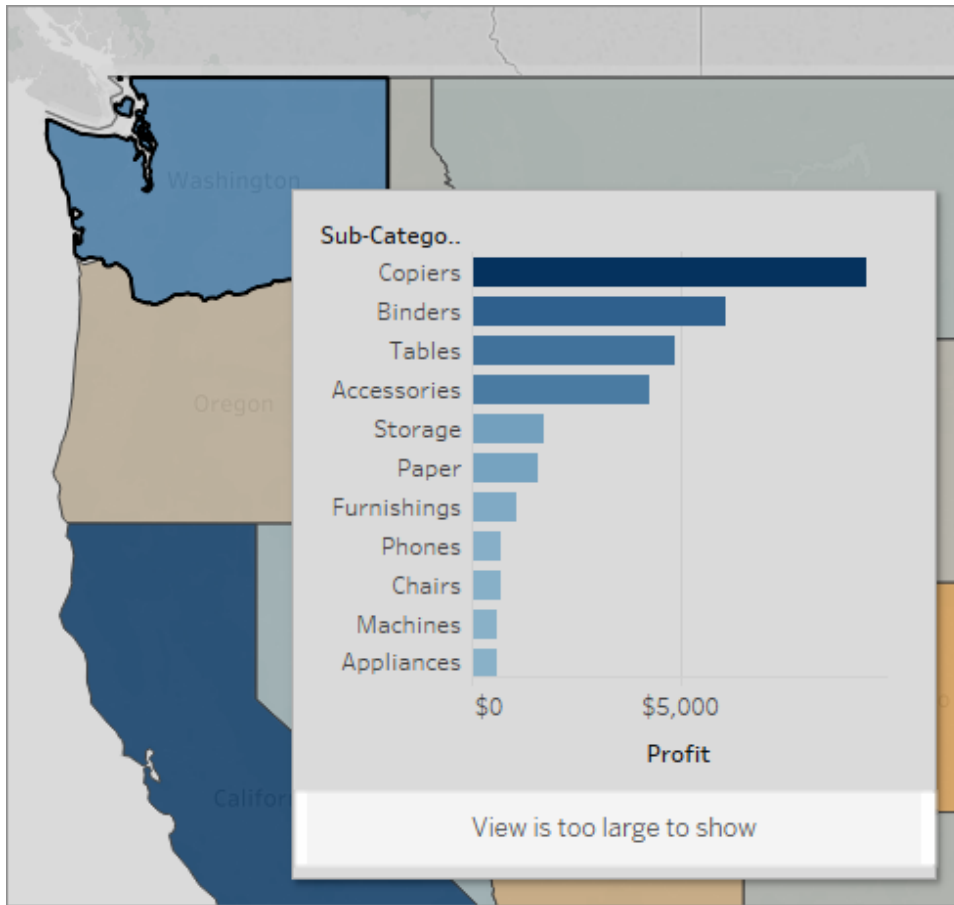 Washington
Sub-Catego..
Copiers
Binders
Tables
Accessories
Oregon
Storage
Paper
Furnishings
Phones
Chairs
Machines
Appliances
$0 $5,000
Profit
Californ
View is too large to show